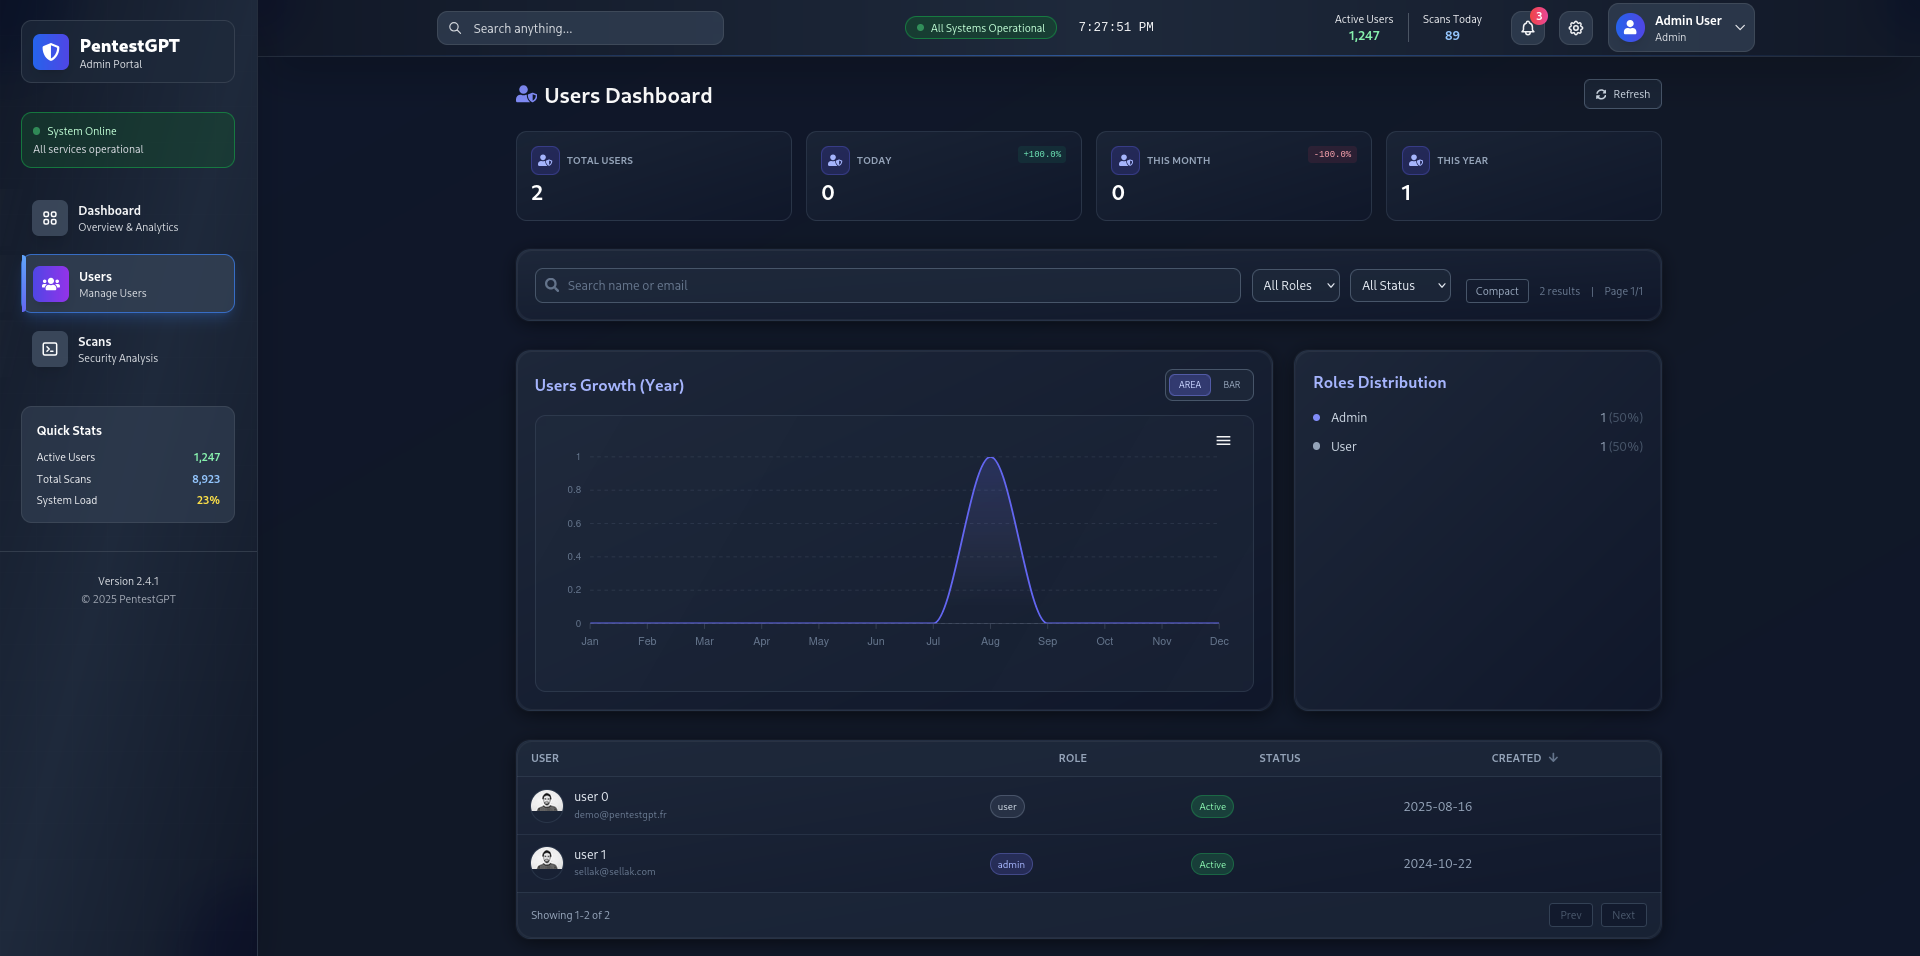 PentestGPT
Admin Portal
System Online
All services operational
Dashboard
Overview & Analytics
Users
Manage Users
Scans
Security Analysis
Quick Stats
Active Users 1,247
Total Scans 8,923
System Load 23%
Version 2.4.1
© 2025 PentestGPT
Search anything...
All Systems Operational
7:27:51 PM
Active Users
1,247
Scans Today
89
3
Admin User
Admin
Users Dashboard
Refresh
TOTAL USERS
2
TODAY
+100.0%
0
THIS MONTH
-100.0%
0
THIS YEAR
1
Search name or email
All Roles
All Status
Compact
2 results | Page 1/1
Users Growth (Year)
AREA BAR
1
0.8
0.6
0.4
0.2
0
Jan Feb Mar Apr May Jun Jul Aug Sep Oct Nov Dec
Roles Distribution
Admin 1 (50%)
User 1 (50%)
USER ROLE STATUS CREATED
user 0
demo@pentestgpt.fr
user Active 2025-08-16
user 1
sellak@sellak.com
admin Active 2024-10-22
Showing 1-2 of 2
Prev Next